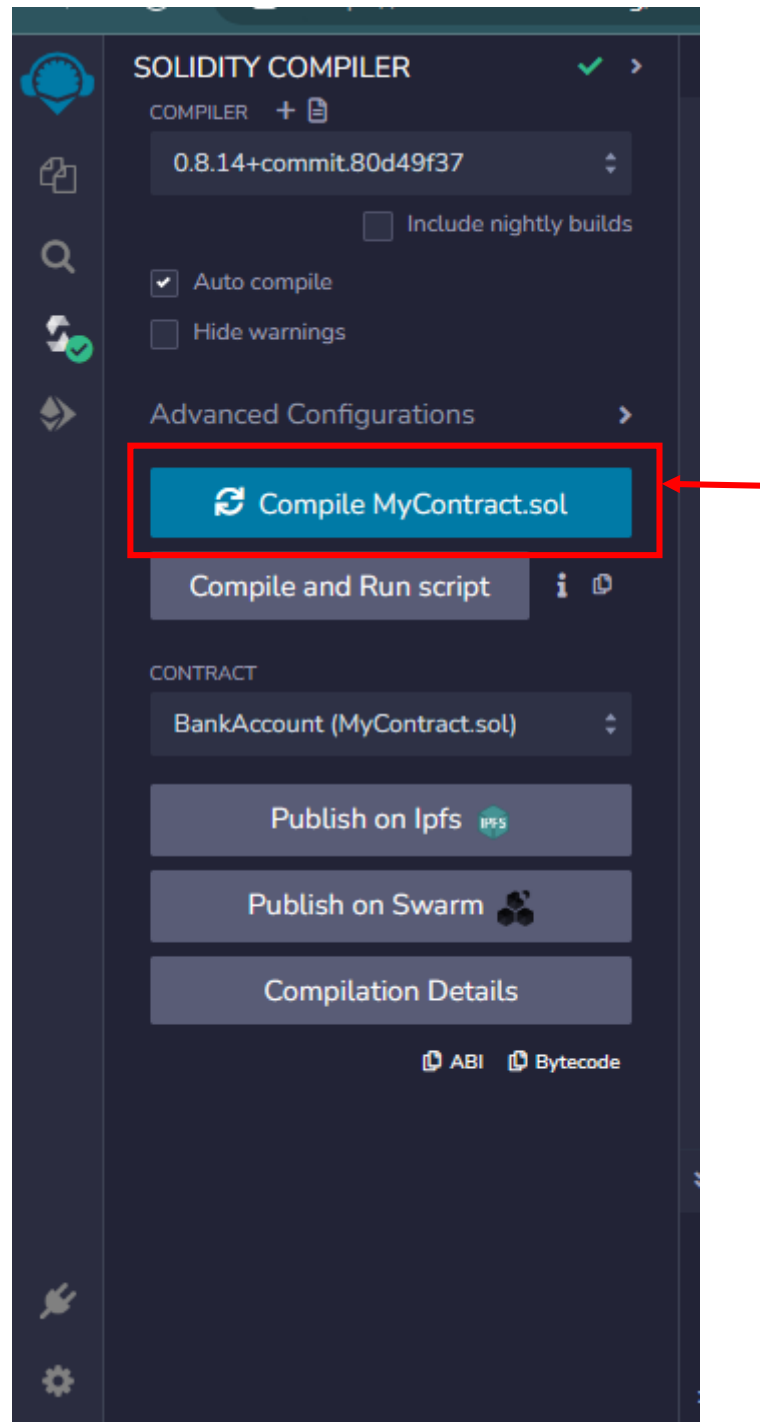 SOLIDITY COMPILER
COMPILER
0.8.14+commit.80d49f37
Include nightly builds
Auto compile
Hide warnings
Advanced Configurations
Compile MyContract.sol
Compile and Run script
CONTRACT
BankAccount (MyContract.sol)
Publish on Ipfs IPFS
Publish on Swarm
Compilation Details
ABI Bytecode